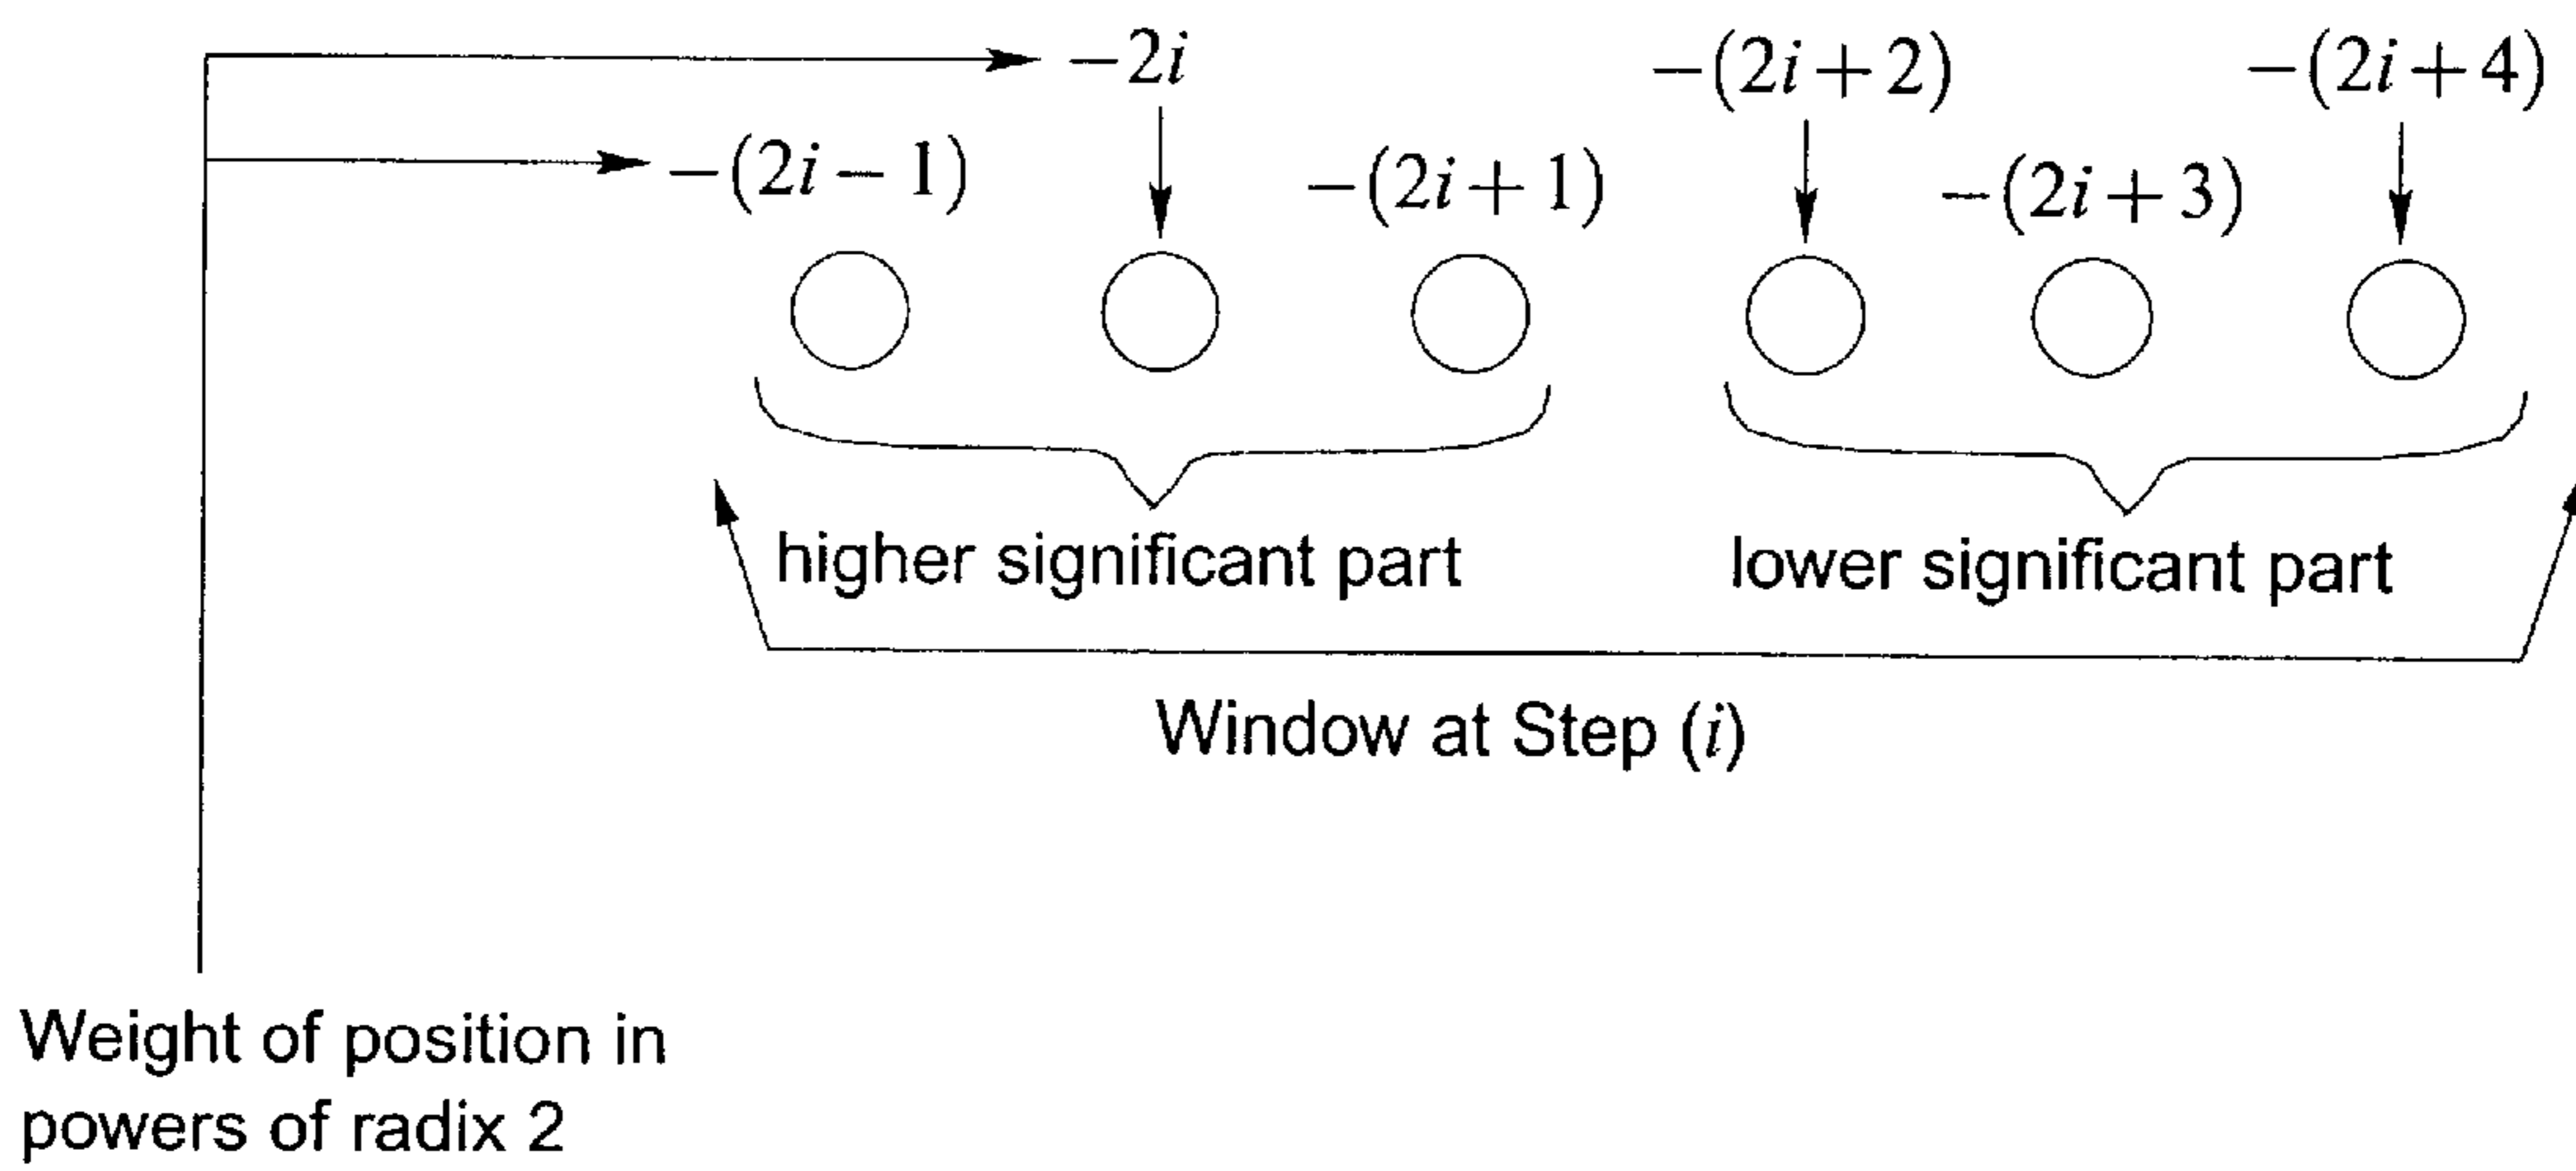 −2i
−(2i+2)
−(2i+4)
−(2i−1)
−(2i+1)
−(2i+3)
higher significant part
lower significant part
Window at Step (i)
Weight of position in
powers of radix 2